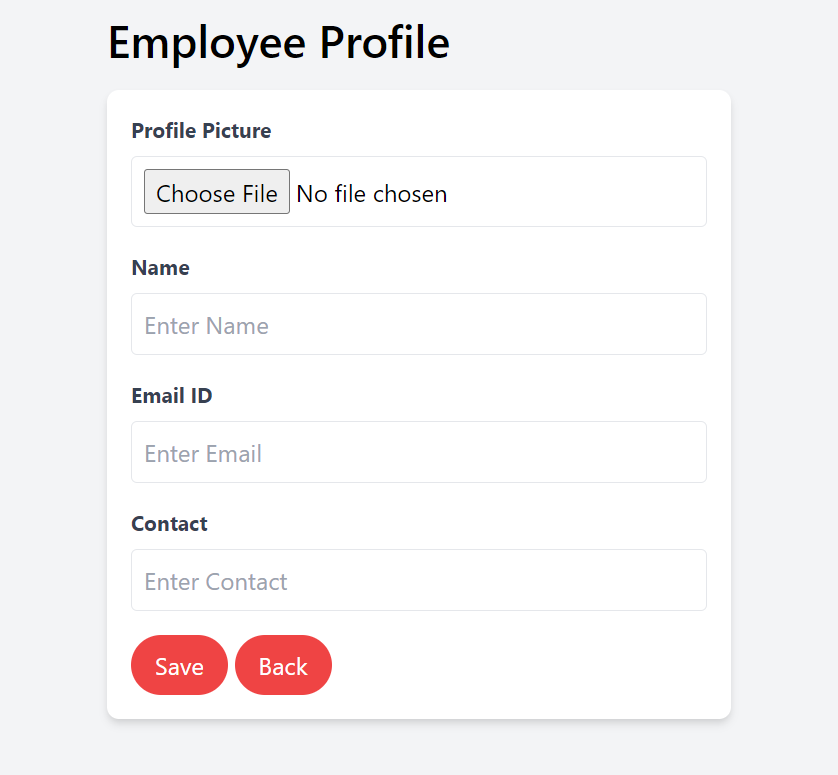 Employee Profile
Profile Picture
Choose File No file chosen
Name
Enter Name
Email ID
Enter Email
Contact
Enter Contact
Save Back